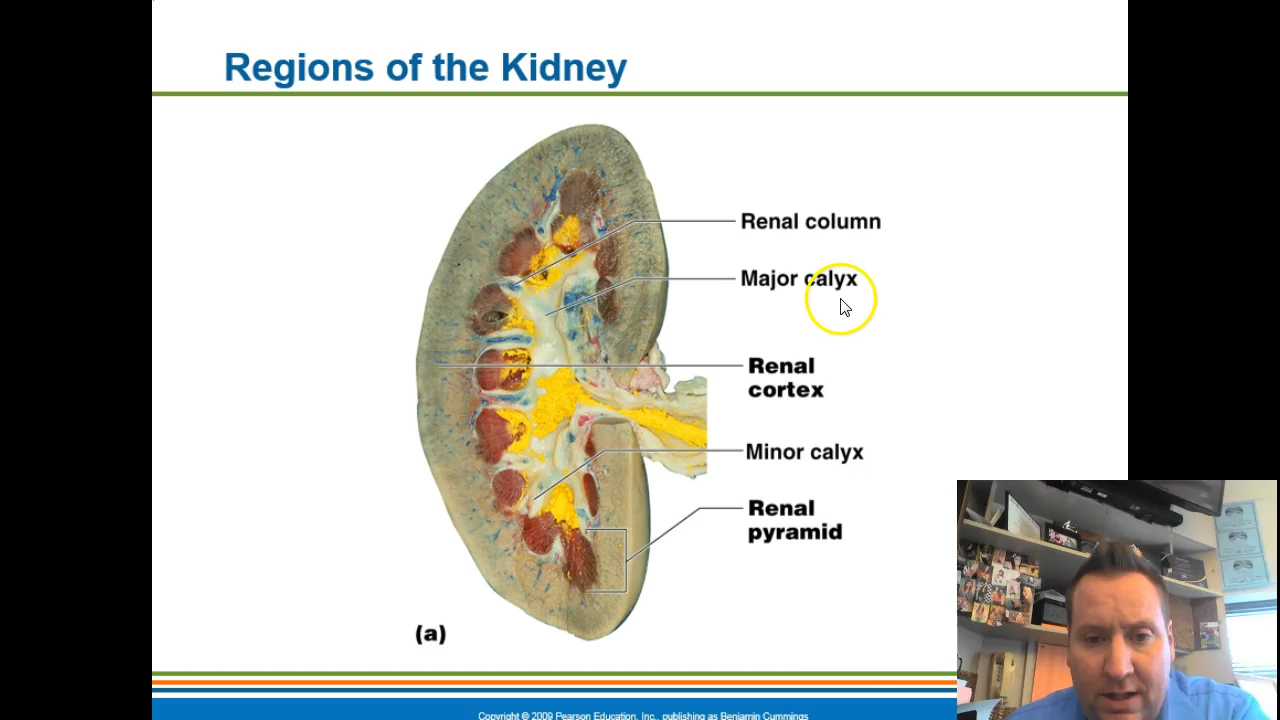 Regions of the Kidney
Renal column
Major calyx
Renal
cortex
Minor calyx
Renal
pyramid
(a)
Copyright © 2009 Pearson Education, Inc., publishing as Benjamin Cummings